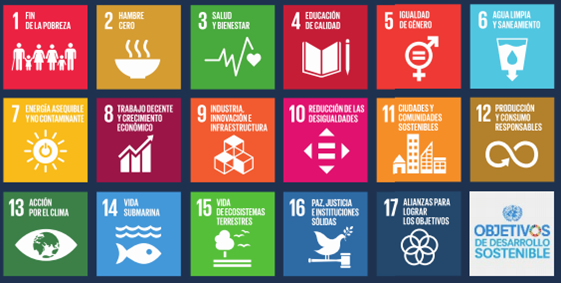 1 FIN
DE LA POBREZA
2 HAMBRE
CERO
3 SALUD
Y BIENESTAR
4 EDUCACIÓN
DE CALIDAD
5 IGUALDAD
DE GÉNERO
6 AGUA LIMPIA
Y SANEAMIENTO
7 ENERGÍA ASEQUIBLE
Y NO CONTAMINANTE
8 TRABAJO DECENTE
Y CRECIMIENTO
ECONÓMICO
9 INDUSTRIA,
INNOVACIÓN E
INFRAESTRUCTURA
10 REDUCCIÓN DE LAS
DESIGUALDADES
11 CIUDADES Y
COMUNIDADES
SOSTENIBLES
12 PRODUCCIÓN
Y CONSUMO
RESPONSABLES
13 ACCIÓN
POR EL CLIMA
14 VIDA
SUBMARINA
15 VIDA
DE ECOSISTEMAS
TERRESTRES
16 PAZ, JUSTICIA
E INSTITUCIONES
SÓLIDAS
17 ALIANZAS PARA
LOGRAR
LOS OBJETIVOS
OBJETIVOS
DE DESARROLLO
SOSTENIBLE